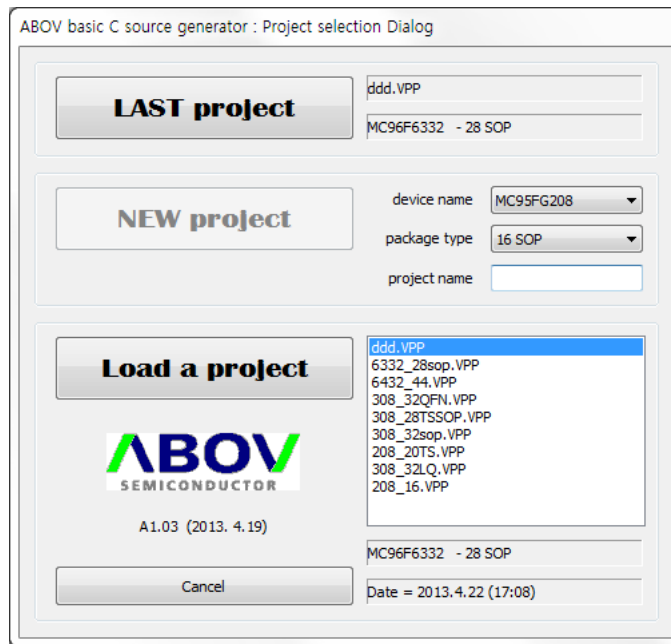 ABOV basic C source generator : Project selection Dialog
LAST project
ddd.VPP
MC96F6332 - 28 SOP
NEW project
device name
MC95FG208
package type
16 SOP
project name
Load a project
ddd.VPP
6332_28sop.VPP
6432_44.VPP
308_32QFN.VPP
308_28TSSOP.VPP
308_32sop.VPP
208_20TS.VPP
308_32LQ.VPP
208_16.VPP
ABOV
SEMICONDUCTOR
A1.03 (2013. 4.19)
MC96F6332 - 28 SOP
Cancel
Date = 2013.4.22 (17:08)